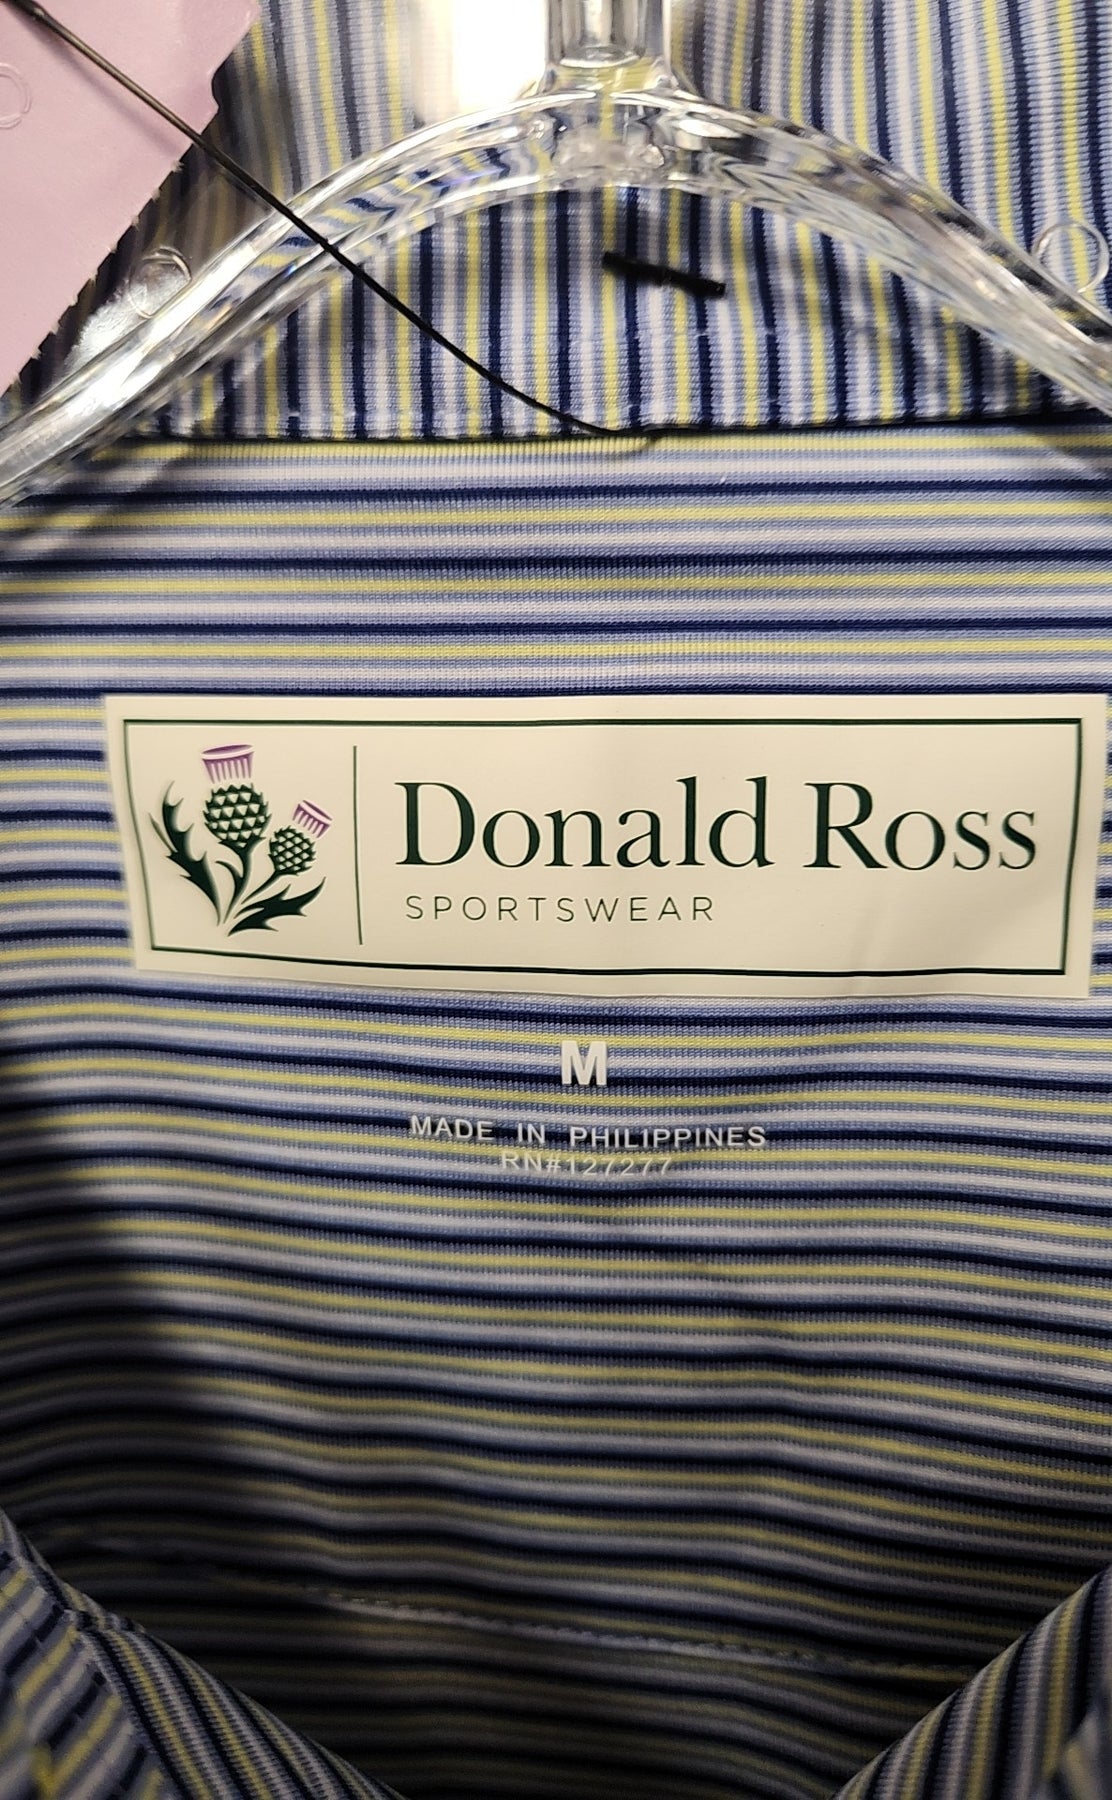 Donald Ross
SPORTSWEAR
M
MADE IN PHILIPPINES
RN#127277